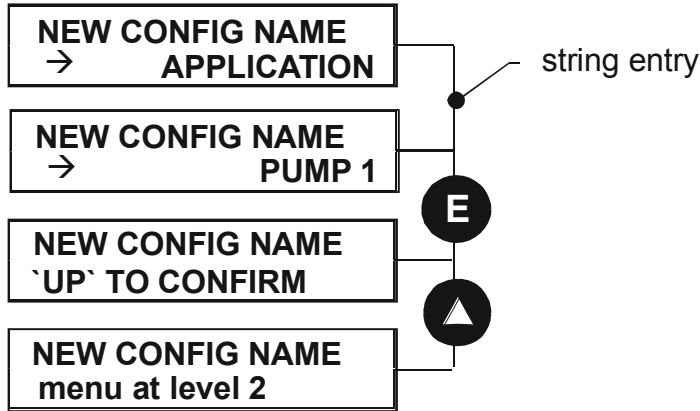 NEW CONFIG NAME
→ APPLICATION
string entry
NEW CONFIG NAME
→ PUMP 1
E
NEW CONFIG NAME
`UP` TO CONFIRM
NEW CONFIG NAME
menu at level 2